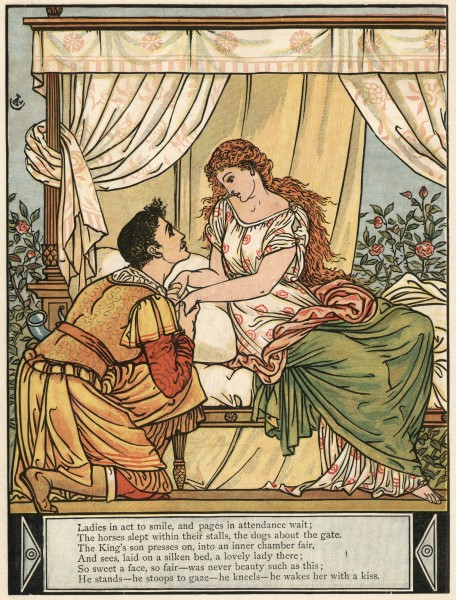 Ladies in act to smile, and pages in attendance wait;
The horses slept within their stalls, the dogs about the gate.
The King's son presses on, into an inner chamber fair,
And sees, laid on a silken bed, a lovely lady there;
So sweet a face, so fair—was never beauty such as this;
He stands—he stoops to gaze—he kneels—he wakes her with a kiss.